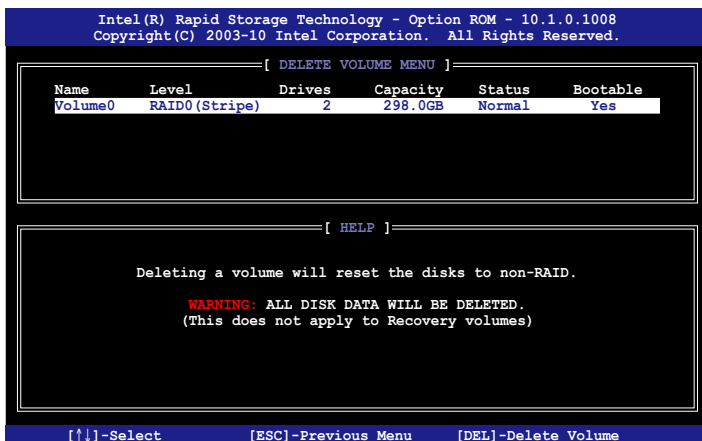 Intel(R) Rapid Storage Technology - Option ROM - 10.1.0.1008
Copyright(C) 2003-10 Intel Corporation. All Rights Reserved.
[ DELETE VOLUME MENU ]
Name Level Drives Capacity Status Bootable
Volume0 RAID0(Stripe) 2 298.0GB Normal Yes
[ HELP ]
Deleting a volume will reset the disks to non-RAID.
WARNING: ALL DISK DATA WILL BE DELETED.
(This does not apply to Recovery volumes)
[↑↓]-Select [ESC]-Previous Menu [DEL]-Delete Volume